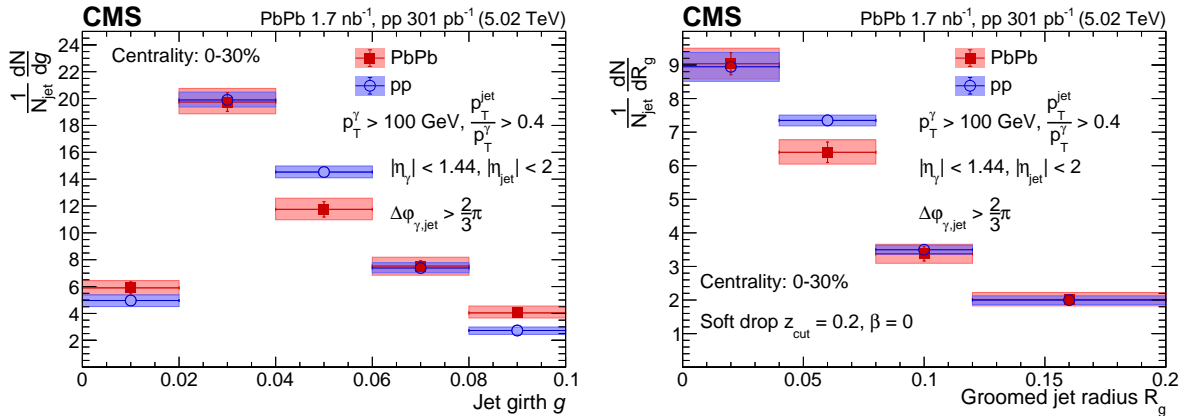 CMS
PbPb 1.7 nb⁻¹, pp 301 pb⁻¹ (5.02 TeV)
1/N_jet dN/dg
24
22
20
18
16
14
12
10
8
6
4
2
Centrality: 0-30%
PbPb
pp
p_T^γ > 100 GeV, p_T^jet/p_T^γ > 0.4
|η_γ| < 1.44, |η_jet| < 2
Δφ_γ,jet > 2/3 π
0 0.02 0.04 0.06 0.08 0.1
Jet girth g
CMS
PbPb 1.7 nb⁻¹, pp 301 pb⁻¹ (5.02 TeV)
1/N_jet dN/dR_g
9
8
7
6
5
4
3
2
1
PbPb
pp
p_T^γ > 100 GeV, p_T^jet/p_T^γ > 0.4
|η_γ| < 1.44, |η_jet| < 2
Δφ_γ,jet > 2/3 π
Centrality: 0-30%
Soft drop z_cut = 0.2, β = 0
0 0.05 0.1 0.15 0.2
Groomed jet radius R_g